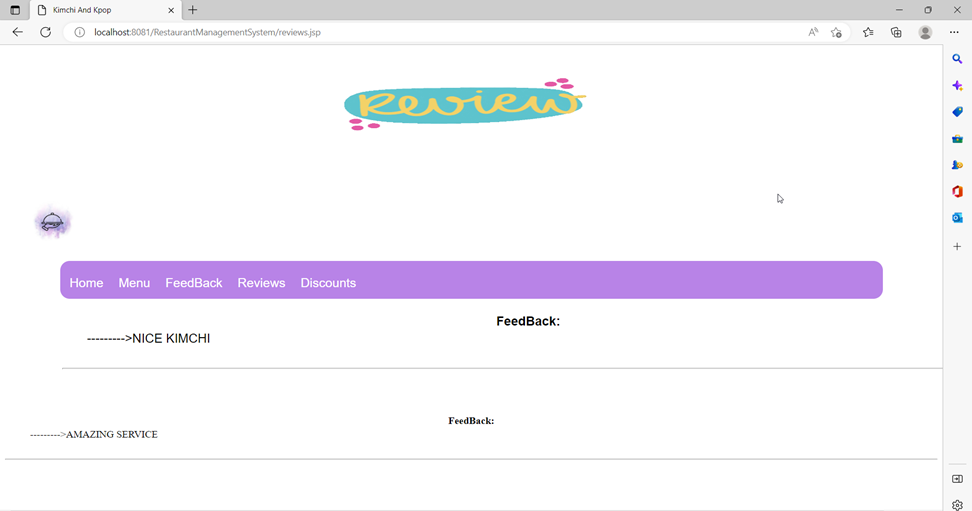 Kimchi And Kpop
localhost:8081/RestaurantManagementSystem/reviews.jsp
Review
Home Menu FeedBack Reviews Discounts
FeedBack:
--------->NICE KIMCHI
FeedBack:
--------->AMAZING SERVICE